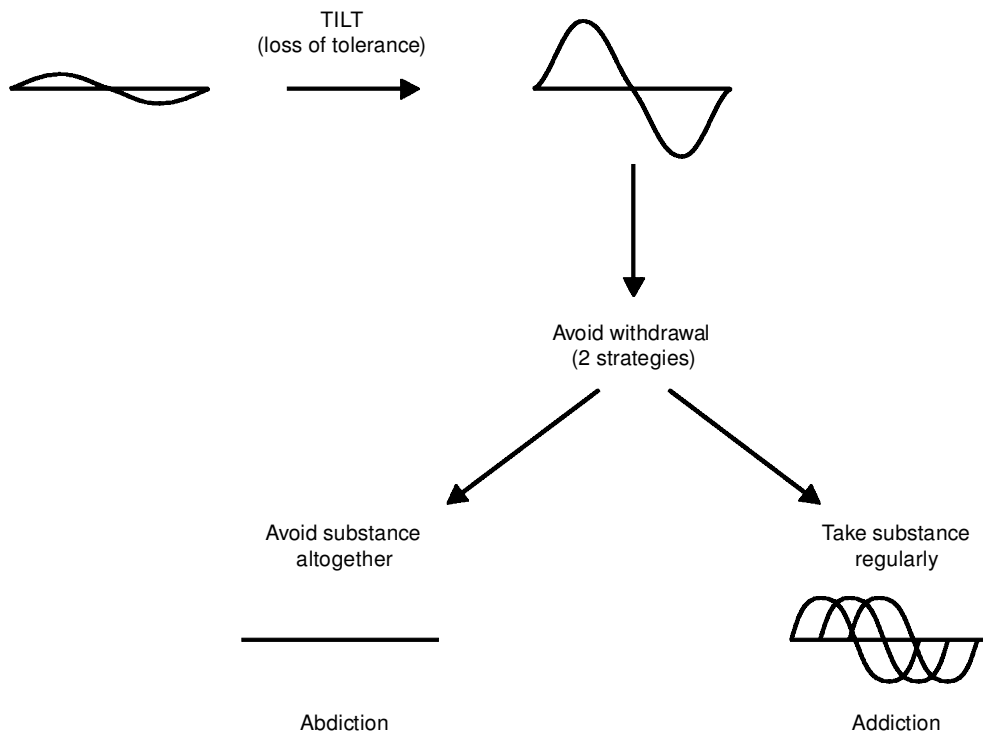 TILT
(loss of tolerance)
Avoid withdrawal
(2 strategies)
Avoid substance
altogether
Take substance
regularly
Abdiction
Addiction